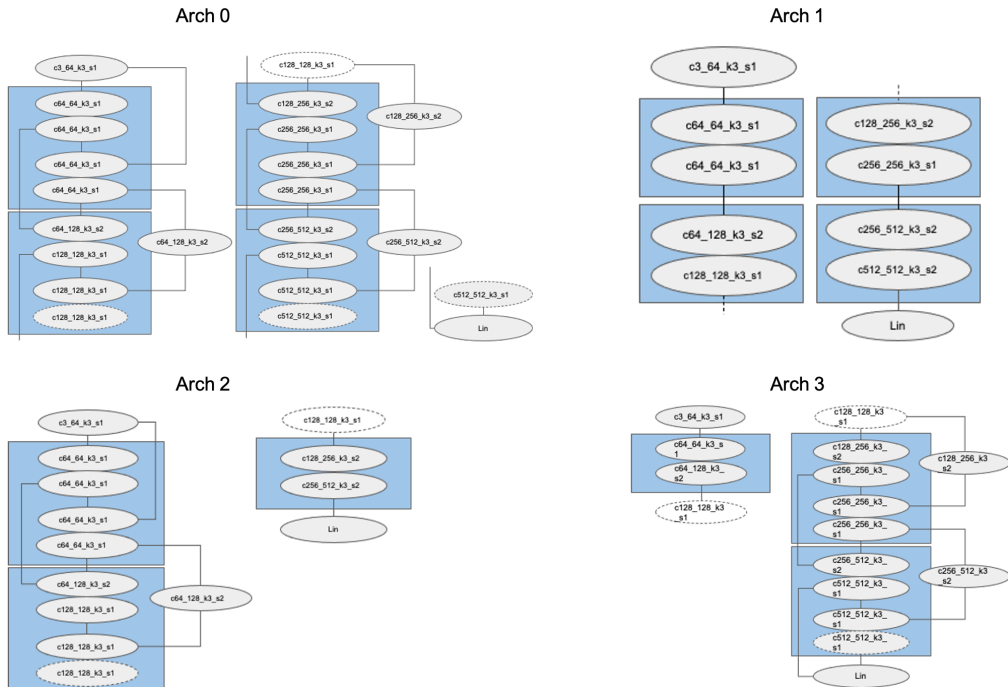 Arch 0
c3_64_k3_s1
c64_64_k3_s1
c64_64_k3_s1
c64_64_k3_s1
c64_64_k3_s1
c64_128_k3_s2
c128_128_k3_s1
c128_128_k3_s1
c128_128_k3_s1
c64_128_k3_s2
c128_128_k3_s1
c128_256_k3_s2
c256_256_k3_s1
c256_256_k3_s1
c256_256_k3_s1
c256_512_k3_s2
c512_512_k3_s1
c512_512_k3_s1
c512_512_k3_s1
c128_256_k3_s2
c256_512_k3_s2
c512_512_k3_s1
Lin
Arch 1
c3_64_k3_s1
c64_64_k3_s1
c64_64_k3_s1
c64_128_k3_s2
c128_128_k3_s1
c128_256_k3_s2
c256_256_k3_s1
c256_512_k3_s2
c512_512_k3_s2
Lin
Arch 2
c3_64_k3_s1
c64_64_k3_s1
c64_64_k3_s1
c64_64_k3_s1
c64_64_k3_s1
c64_128_k3_s2
c128_128_k3_s1
c128_128_k3_s1
c128_128_k3_s1
c64_128_k3_s2
c128_128_k3_s1
c128_256_k3_s2
c256_512_k3_s2
Lin
Arch 3
c3_64_k3_s1
c64_64_k3_s
1
c64_128_k3_
s2
c128_128_k3
_s1
c128_128_k3
_s1
c128_256_k3_
s2
c256_256_k3_
s1
c256_256_k3_
s1
c256_256_k3_
s1
c256_512_k3_
s2
c512_512_k3_
s1
c512_512_k3_
s1
c512_512_k3_
s1
Lin
c128_256_k3_
s2
c256_512_k3
_s2